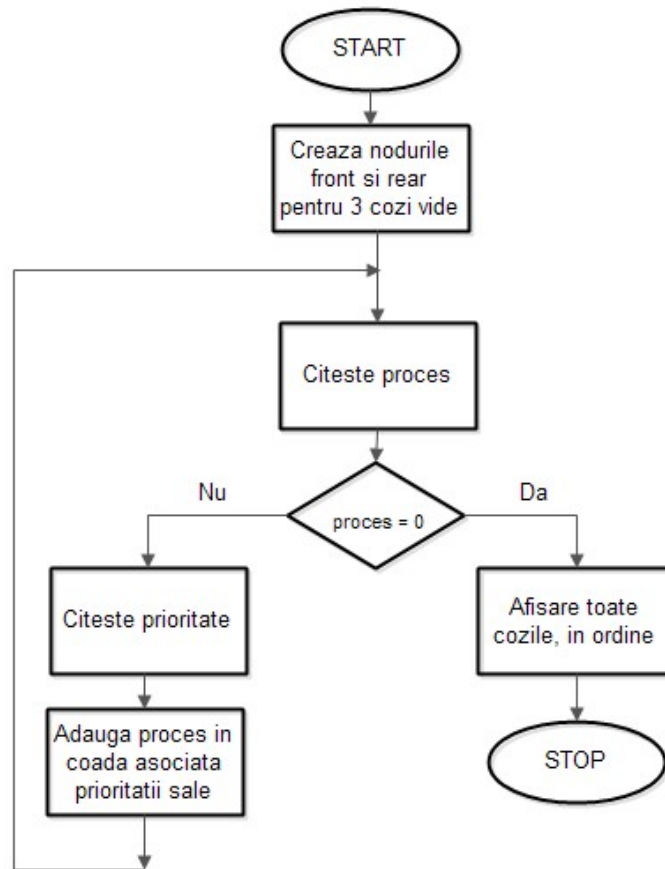 START
Creaza nodurile
front si rear
pentru 3 cozi vide
Citeste proces
Nu
Da
proces = 0
Citeste prioritate
Afisare toate
cozile, in ordine
Adauga proces in
coada asociata
prioritatii sale
STOP